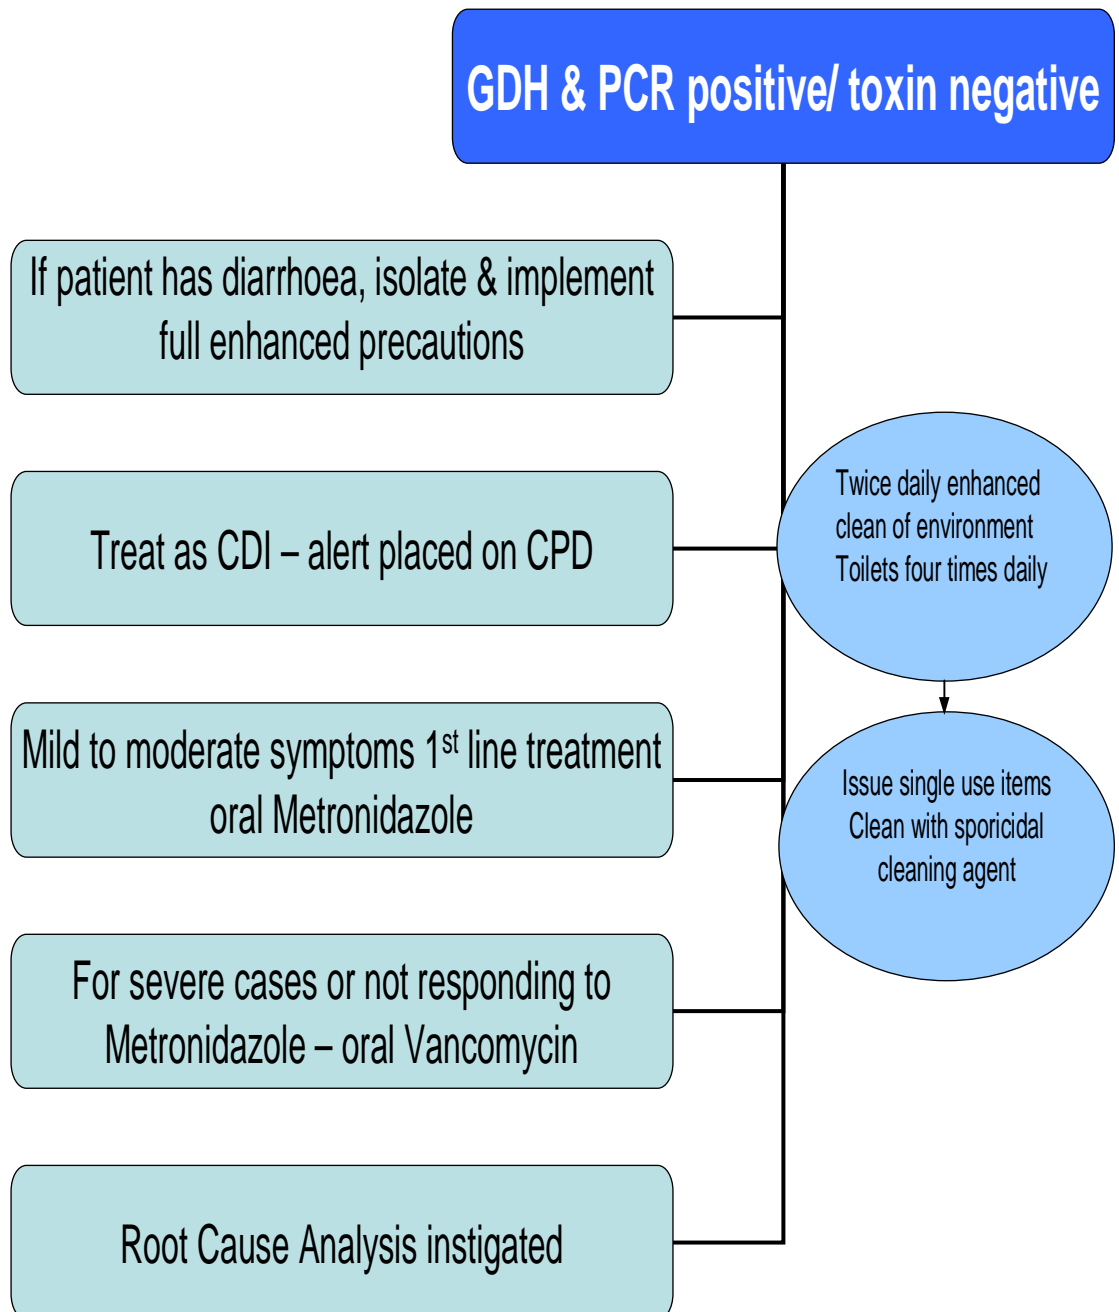 GDH & PCR positive/ toxin negative
If patient has diarrhoea, isolate & implement
full enhanced precautions
Twice daily enhanced
clean of environment
Toilets four times daily
Treat as CDI – alert placed on CPD
Mild to moderate symptoms 1st line treatment
oral Metronidazole
Issue single use items
Clean with sporicidal
cleaning agent
For severe cases or not responding to
Metronidazole – oral Vancomycin
Root Cause Analysis instigated